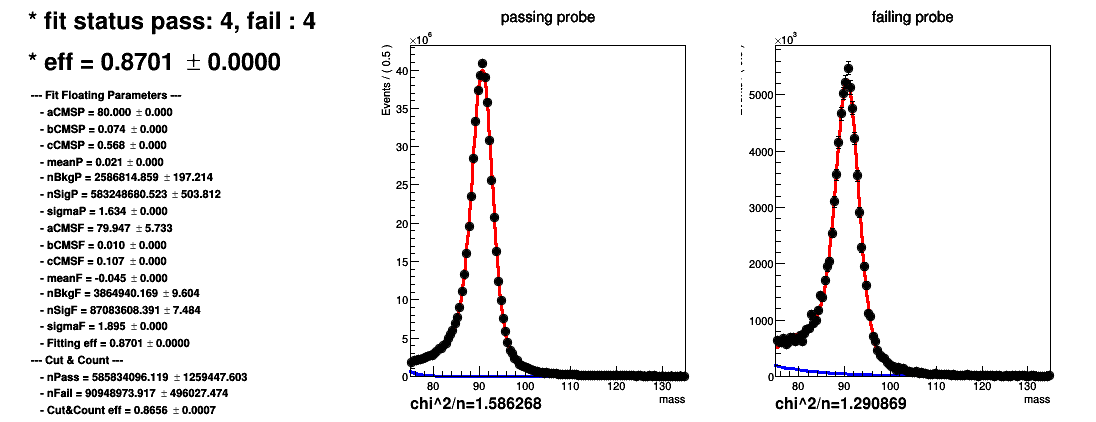 * fit status pass: 4, fail : 4
* eff = 0.8701 ± 0.0000
--- Fit Floating Parameters ---
- aCMSP = 80.000 ± 0.000
- bCMSP = 0.074 ± 0.000
- cCMSP = 0.568 ± 0.000
- meanP = 0.021 ± 0.000
- nBkgP = 2586814.859 ± 197.214
- nSigP = 583248680.523 ± 503.812
- sigmaP = 1.634 ± 0.000
- aCMSF = 79.947 ± 5.733
- bCMSF = 0.010 ± 0.000
- cCMSF = 0.107 ± 0.000
- meanF = -0.045 ± 0.000
- nBkgF = 3864940.169 ± 9.604
- nSigF = 87083608.391 ± 7.484
- sigmaF = 1.895 ± 0.000
- Fitting eff = 0.8701 ± 0.0000
--- Cut & Count ---
- nPass = 585834096.119 ± 1259447.603
- nFail = 90948973.917 ± 496027.474
- Cut&Count eff = 0.8656 ± 0.0007
passing probe
×10⁶
Events / ( 0.5 )
40
35
30
25
20
15
10
5
0
80 90 100 110 120 130
mass
chi^2/n=1.586268
failing probe
×10³
5000
4000
3000
2000
1000
0
80 90 100 110 120 130
mass
chi^2/n=1.290869